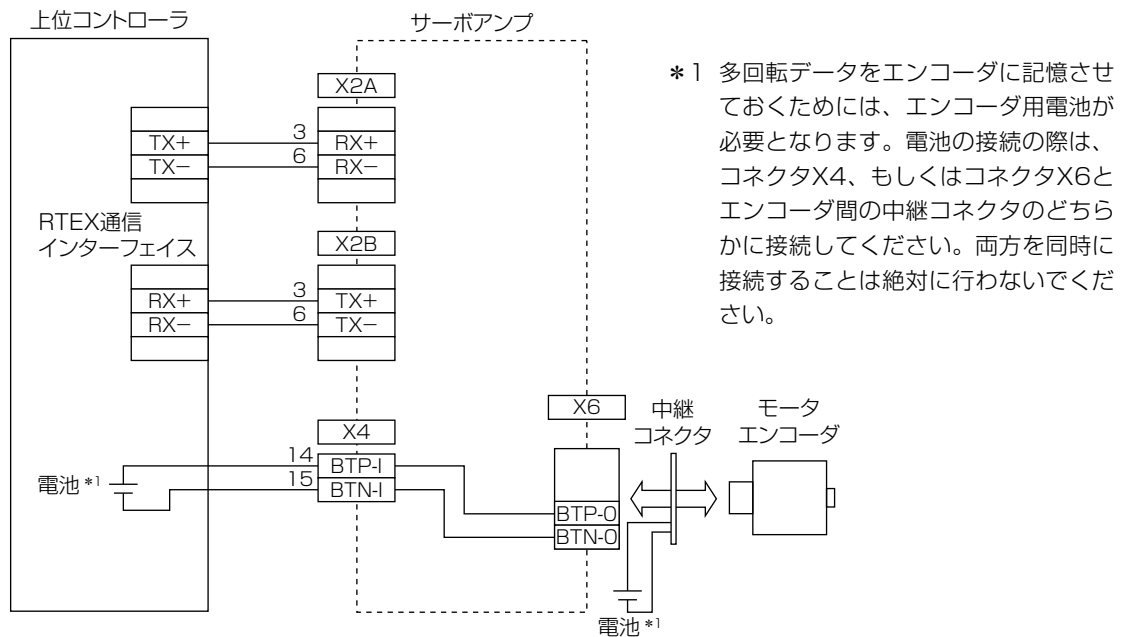 上位コントローラ
サーボアンプ
X2A
TX+
3
RX+
TX−
6
RX−
RTEX通信
インターフェイス
X2B
RX+
3
TX+
RX−
6
TX−
X4
電池 *1
14
BTP-I
15
BTN-I
X6
中継
コネクタ
モータ
エンコーダ
BTP-O
BTN-O
電池 *1
*1 多回転データをエンコーダに記憶させ
ておくためには、エンコーダ用電池が
必要となります。電池の接続の際は、
コネクタX4、もしくはコネクタX6と
エンコーダ間の中継コネクタのどちら
かに接続してください。両方を同時に
接続することは絶対に行わないでくだ
さい。